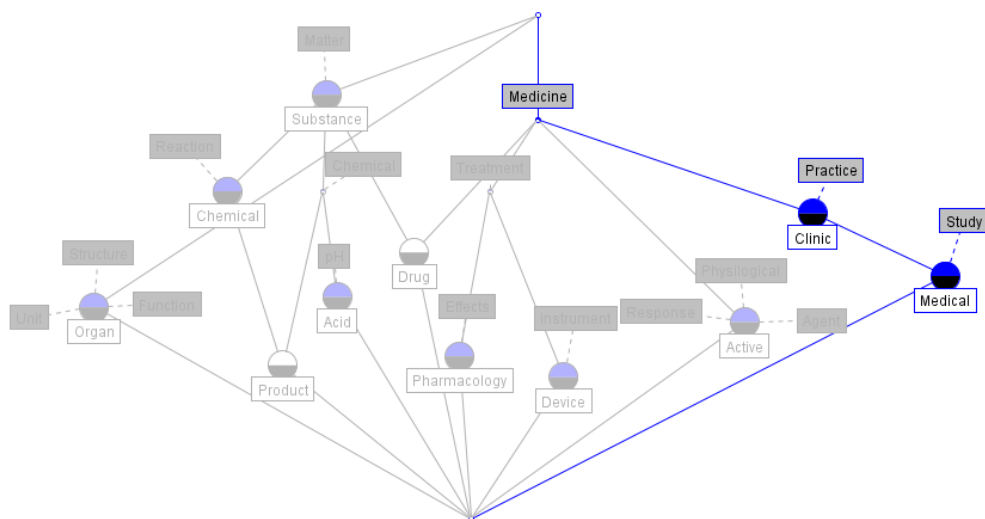 Matter
Medicine
Substance
Reaction
Chemical
Treatment
Practice
Chemical
Clinic
Study
Structure
pH
Drug
Physilogical
Medical
Unit
Function
Organ
Acid
Effects
Instrument
Response
Agent
Active
Product
Pharmacology
Device